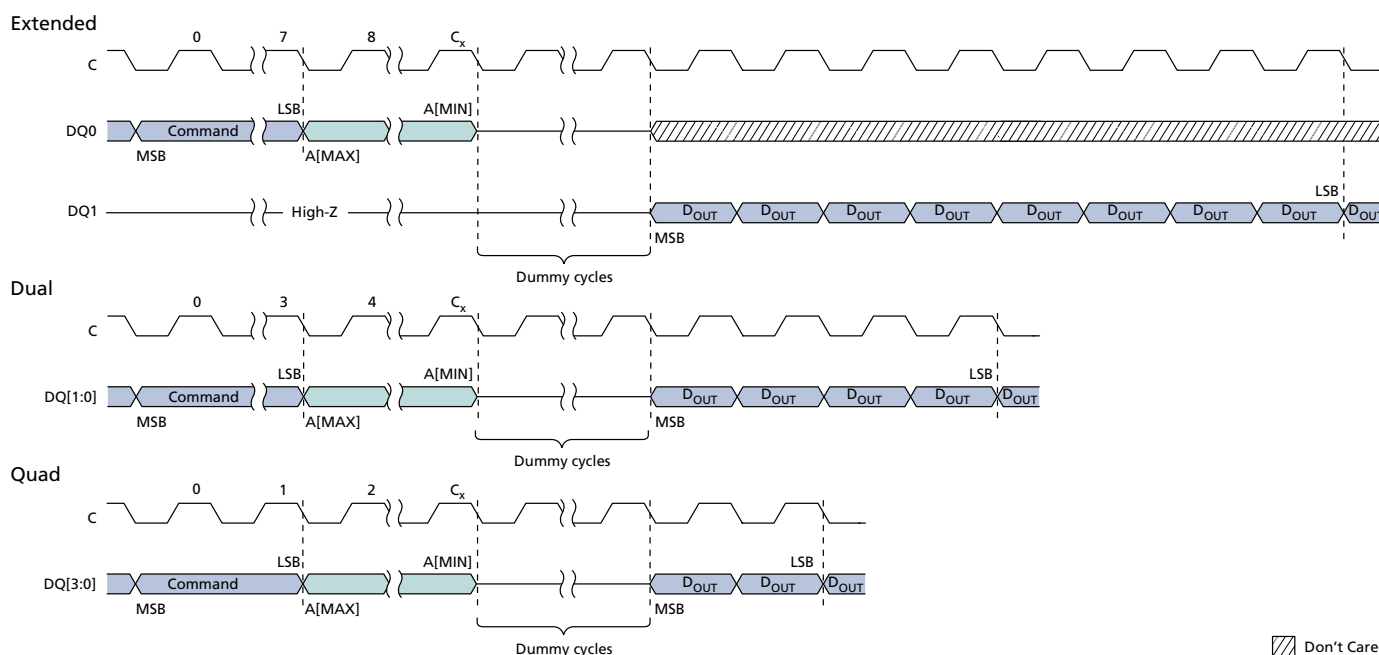 Extended
0 7 8 Cx
C
LSB A[MIN]
DQ0 Command
MSB A[MAX]
LSB
DQ1 High-Z DOUT DOUT DOUT DOUT DOUT DOUT DOUT DOUT DOUT
MSB
Dummy cycles
Dual
0 3 4 Cx
C
LSB A[MIN] LSB
DQ[1:0] Command DOUT DOUT DOUT DOUT DOUT
MSB A[MAX] MSB
Dummy cycles
Quad
0 1 2 Cx
C
LSB A[MIN] LSB
DQ[3:0] Command DOUT DOUT DOUT
MSB A[MAX] MSB
Dummy cycles
Don't Care